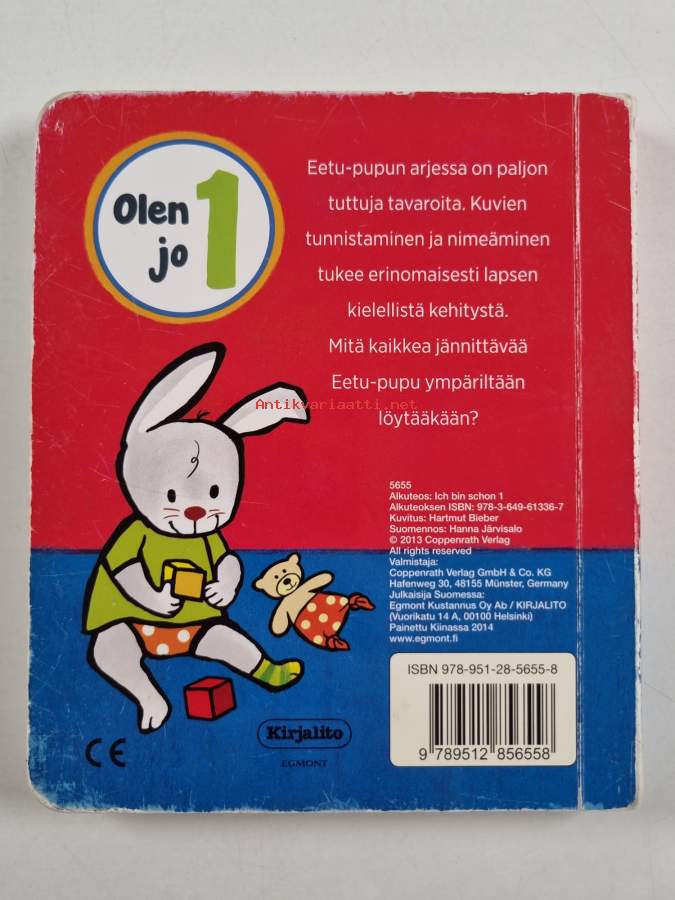 Olen
jo
1
Eetu-pupun arjessa on paljon
tuttuja tavaroita. Kuvien
tunnistaminen ja nimeäminen
tukee erinomaisesti lapsen
kielellistä kehitystä.
Mitä kaikkea jännittävää
Eetu-pupu ympäriltään
löytääkään?
Antikvariaatti.net
5655
Alkuteos: Ich bin schon 1
Alkuteoksen ISBN: 978-3-649-61336-7
Kuvitus: Hartmut Bieber
Suomennos: Hanna Järvisalo
© 2013 Coppenrath Verlag
All rights reserved
Valmistaja:
Coppenrath Verlag GmbH & Co. KG
Hafenweg 30, 48155 Münster, Germany
Julkaisija Suomessa:
Egmont Kustannus Oy Ab / KIRJALITO
(Vuorikatu 14 A, 00100 Helsinki)
Painettu Kiinassa 2014
www.egmont.fi
ISBN 978-951-28-5655-8
9 789512 856558
Kirjalito
EGMONT
CE